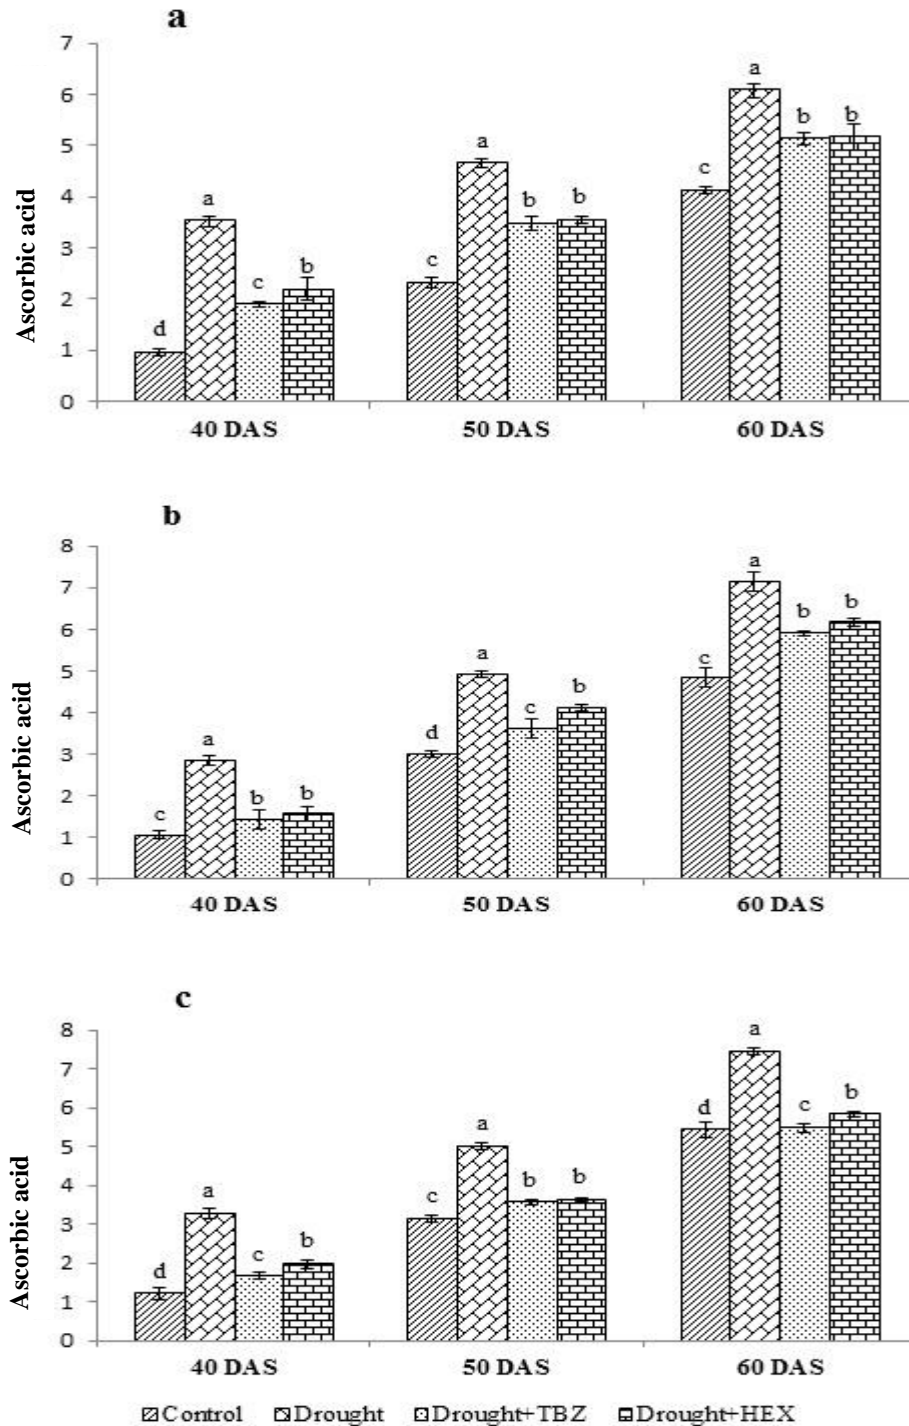 a
7
6
5
4
3
2
1
0
Ascorbic acid
d a c b
c a b b
c a b b
40 DAS 50 DAS 60 DAS
b
8
7
6
5
4
3
2
1
0
Ascorbic acid
c a b b
d a c b
c a b b
40 DAS 50 DAS 60 DAS
c
8
7
6
5
4
3
2
1
0
Ascorbic acid
d a c b
c a b b
d a c b
40 DAS 50 DAS 60 DAS
Control Drought Drought+TBZ Drought+HEX